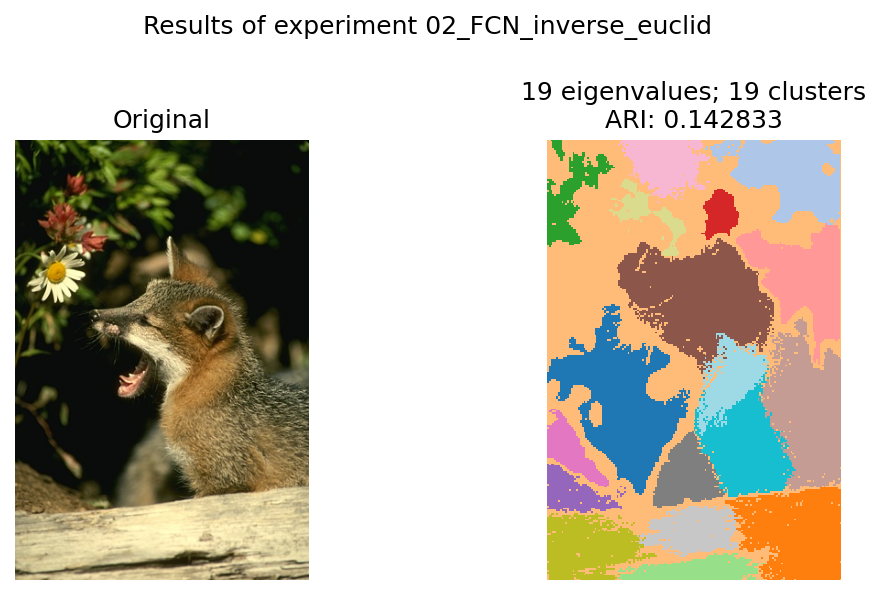 Results of experiment 02_FCN_inverse_euclid
Original
19 eigenvalues; 19 clusters
ARI: 0.142833